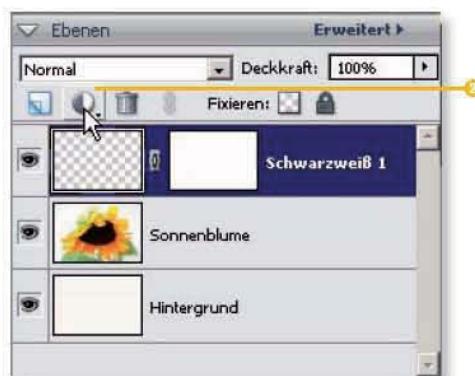 Ebenen Erweitert
Normal Deckkraft: 100%
Fixieren:
Schwarzweiß 1
Sonnenblume
Hintergrund